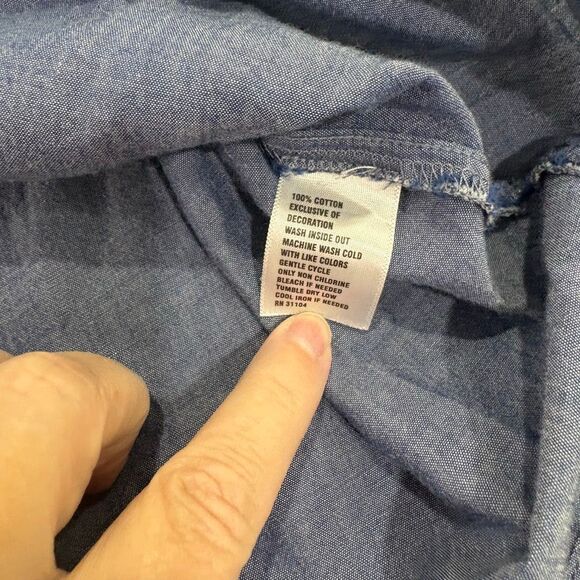 100% COTTON
EXCLUSIVE OF
DECORATION
WASH INSIDE OUT
MACHINE WASH COLD
WITH LIKE COLORS
GENTLE CYCLE
ONLY NON CHLORINE
BLEACH IF NEEDED
TUMBLE DRY LOW
COOL IRON IF NEEDED
RN 31104